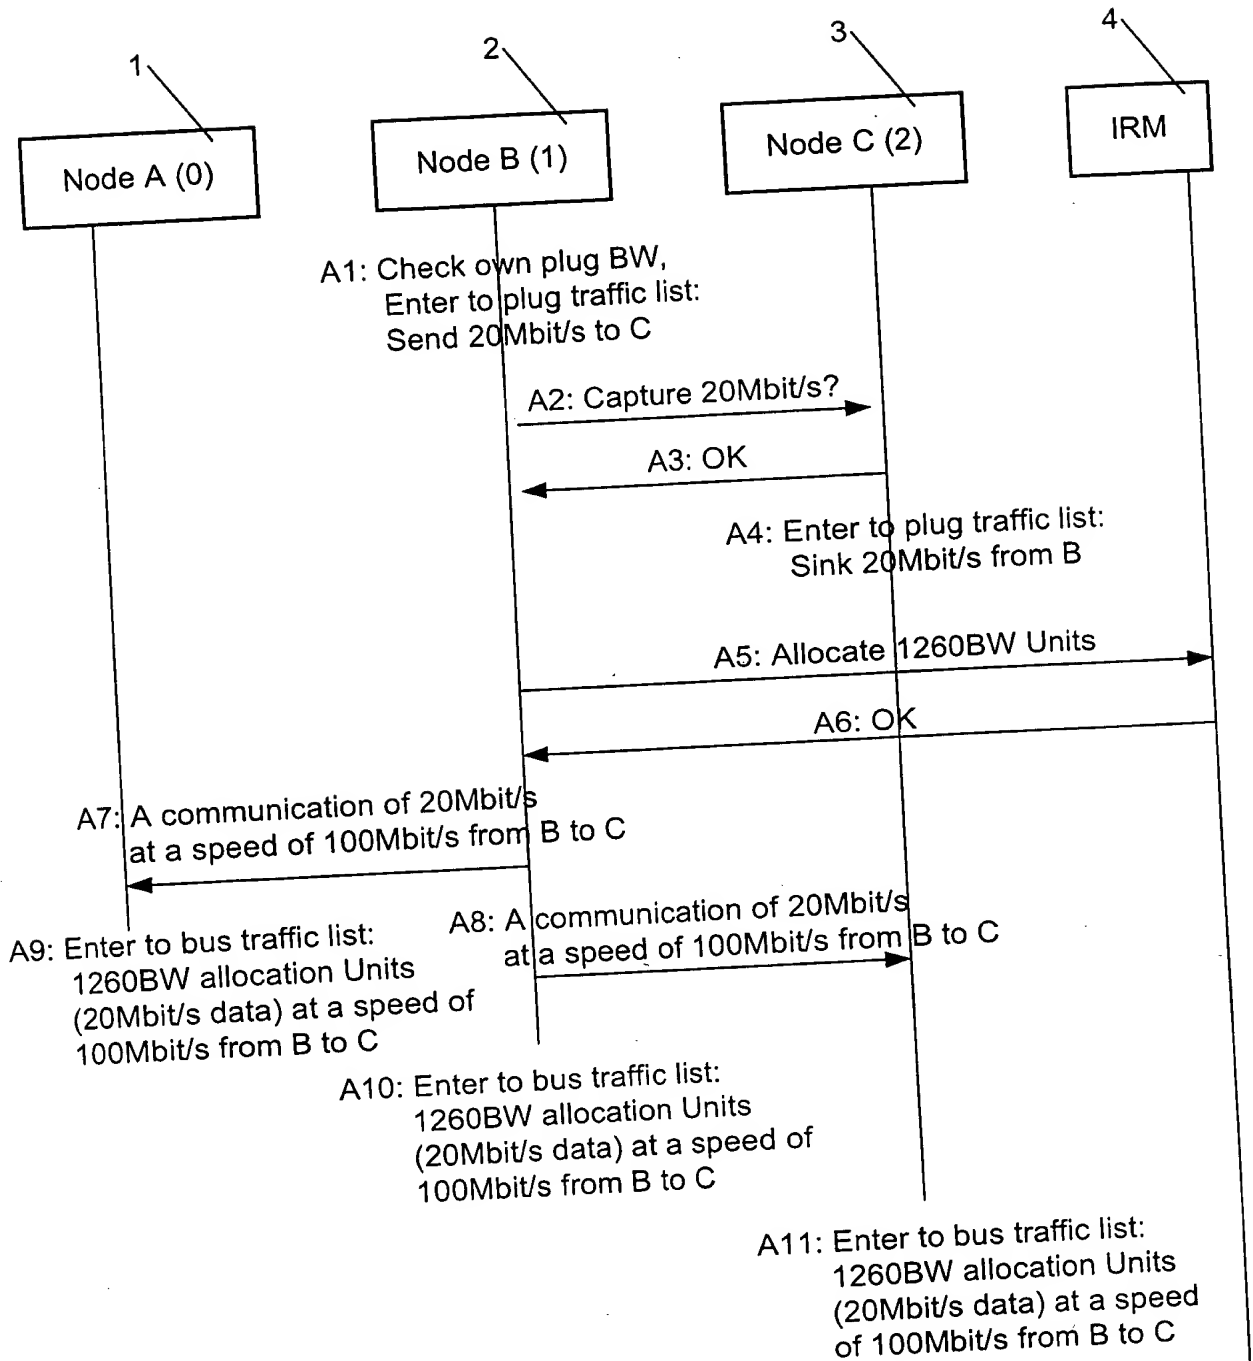 1
2
3
4
Node A (0)
Node B (1)
Node C (2)
IRM
A1: Check own plug BW,
Enter to plug traffic list:
Send 20Mbit/s to C
A2: Capture 20Mbit/s?
A3: OK
A4: Enter to plug traffic list:
Sink 20Mbit/s from B
A5: Allocate 1260BW Units
A6: OK
A7: A communication of 20Mbit/s
at a speed of 100Mbit/s from B to C
A8: A communication of 20Mbit/s
at a speed of 100Mbit/s from B to C
A9: Enter to bus traffic list:
1260BW allocation Units
(20Mbit/s data) at a speed of
100Mbit/s from B to C
A10: Enter to bus traffic list:
1260BW allocation Units
(20Mbit/s data) at a speed of
100Mbit/s from B to C
A11: Enter to bus traffic list:
1260BW allocation Units
(20Mbit/s data) at a speed
of 100Mbit/s from B to C